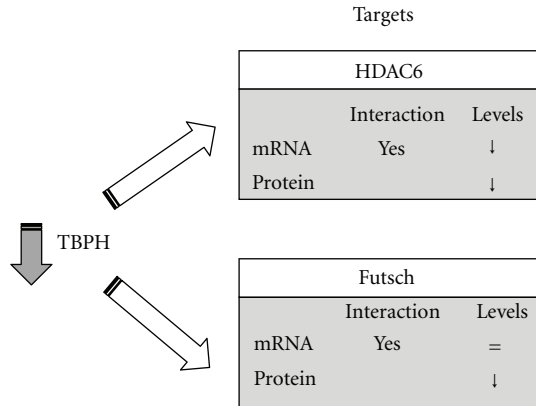 Targets
HDAC6
Interaction Levels
mRNA Yes ↓
Protein ↓
TBPH
Futsch
Interaction Levels
mRNA Yes =
Protein ↓